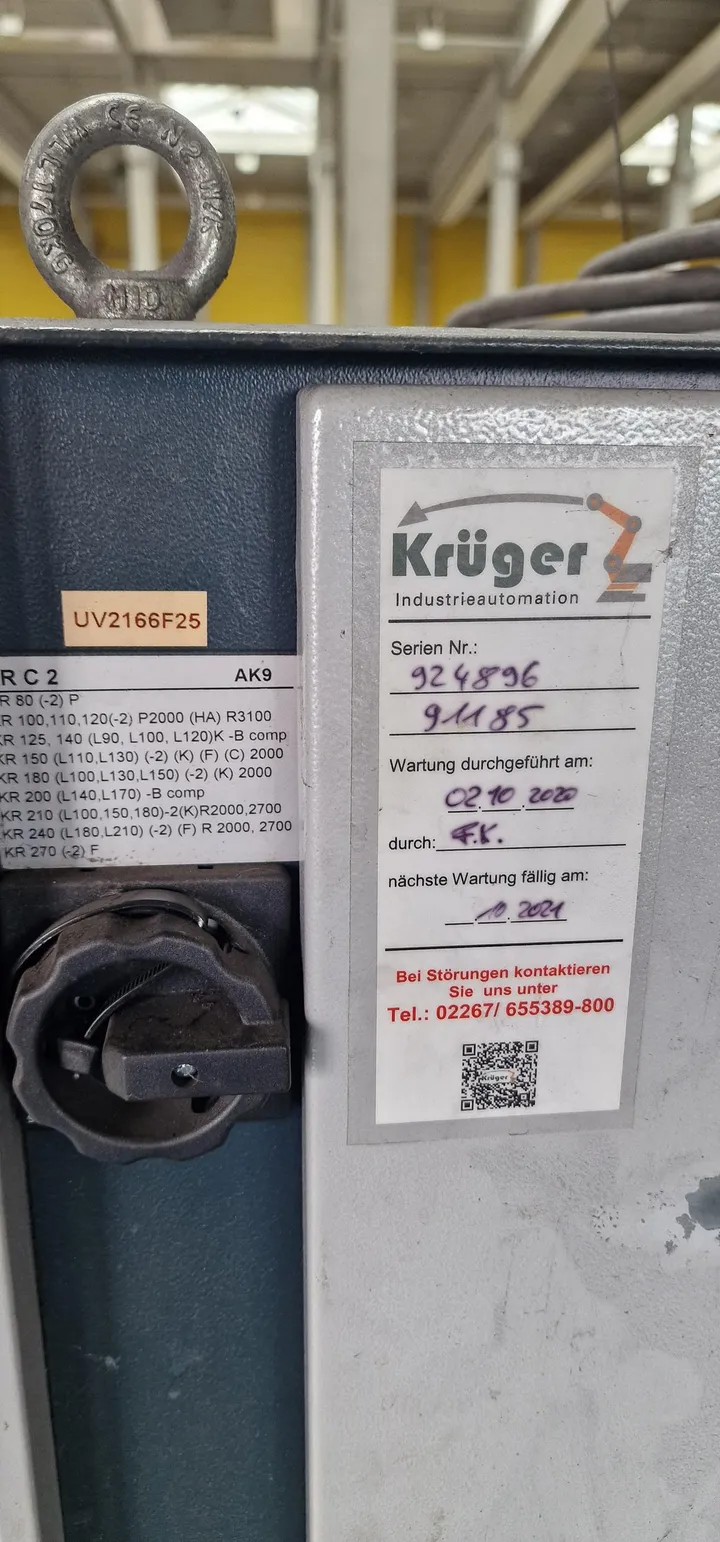 M10
UV2166F25
R C 2 AK9
R 80 (-2) P
KR 100,110,120(-2) P2000 (HA) R3100
KR 125, 140 (L90, L100, L120)K -B comp
KR 150 (L110,L130) (-2) (K) (F) (C) 2000
KR 180 (L100,L130,L150) (-2) (K) 2000
KR 200 (L140,L170) -B comp
KR 210 (L100,150,180)-2(K)R2000,2700
KR 240 (L180,L210) (-2) (F) R 2000, 2700
KR 270 (-2) F
Krüger
Industrieautomation
Serien Nr.:
924896
91185
Wartung durchgeführt am:
02.10.2020
durch: F.K.
nächste Wartung fällig am:
10.2021
Bei Störungen kontaktieren
Sie uns unter
Tel.: 02267/ 655389-800
Krüger